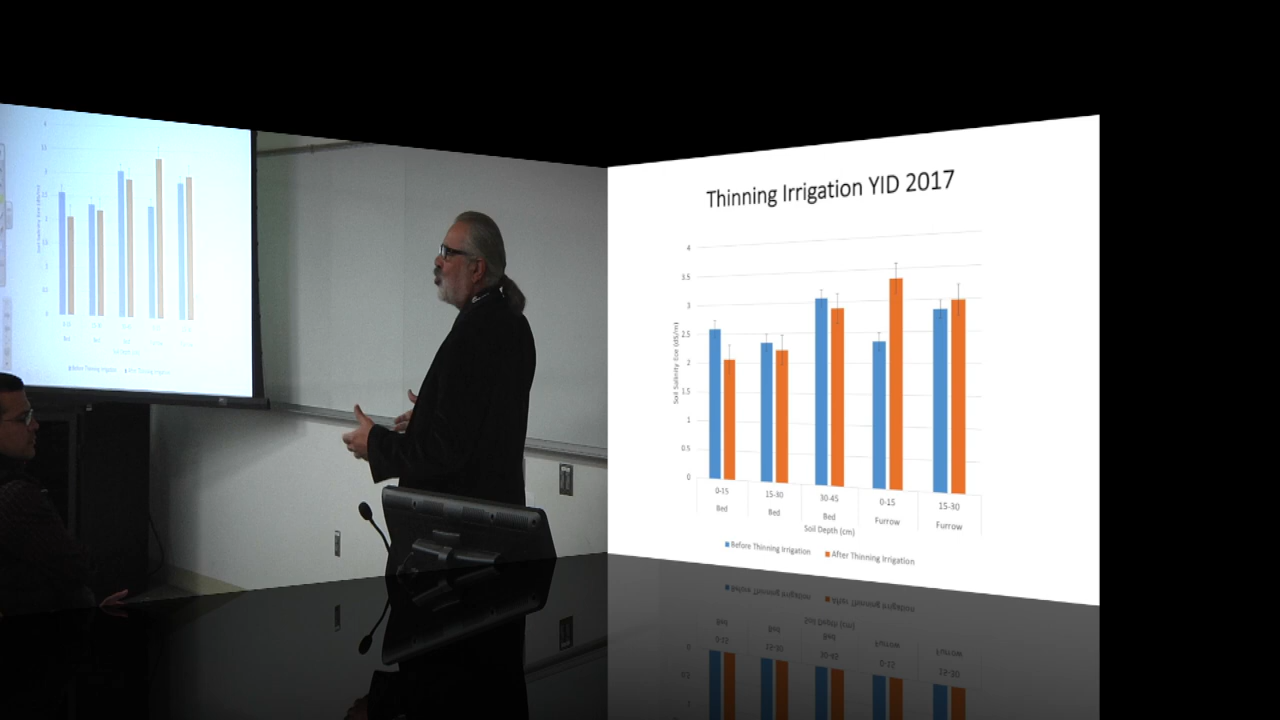 Thinning Irrigation YID 2017
4
3.5
3
2.5
2
1.5
1
0.5
0
Soil Salinity Ece (dS/m)
0-15 15-30 30-45 0-15 15-30
Bed Bed Bed Furrow Furrow
Soil Depth (cm)
Before Thinning Irrigation After Thinning Irrigation